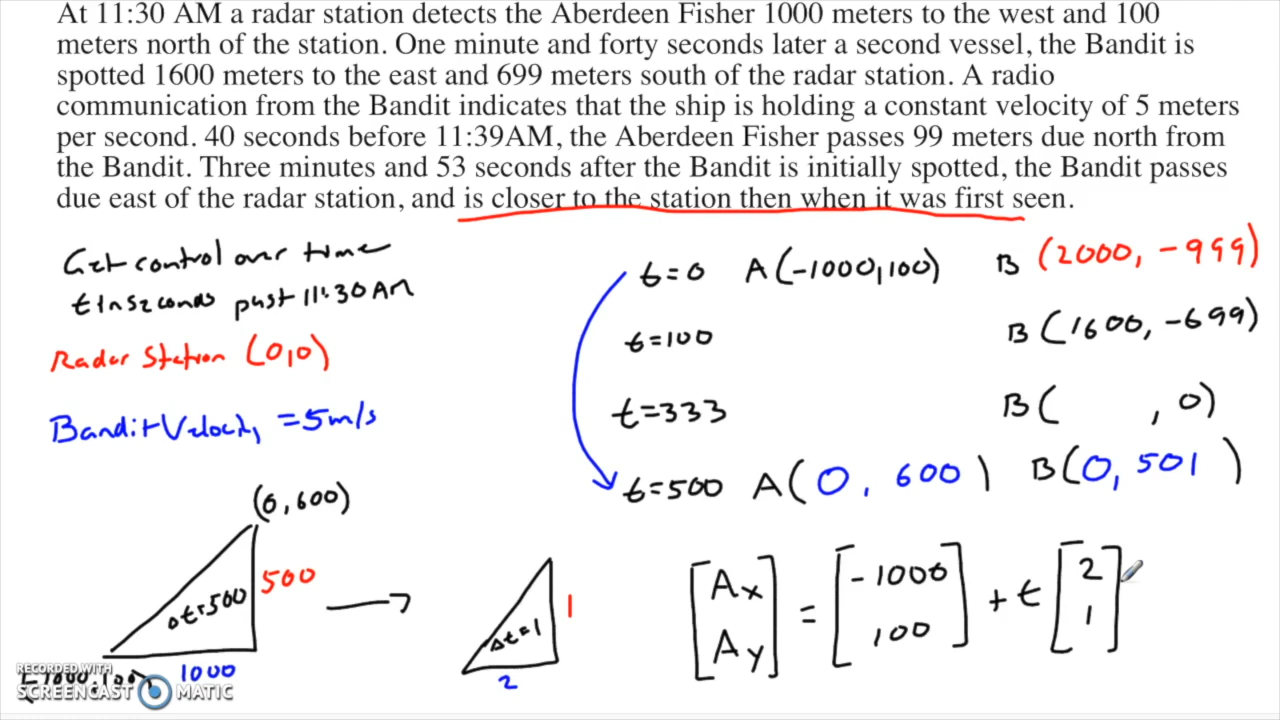 At 11:30 AM a radar station detects the Aberdeen Fisher 1000 meters to the west and 100
meters north of the station. One minute and forty seconds later a second vessel, the Bandit is
spotted 1600 meters to the east and 699 meters south of the radar station. A radio
communication from the Bandit indicates that the ship is holding a constant velocity of 5 meters
per second. 40 seconds before 11:39AM, the Aberdeen Fisher passes 99 meters due north from
the Bandit. Three minutes and 53 seconds after the Bandit is initially spotted, the Bandit passes
due east of the radar station, and is closer to the station then when it was first seen.
Get control over time
t in seconds past 11:30 AM
Radar Station (0,0)
Bandit Velocity = 5m/s
t=0 A(-1000,100) B (2000, -999)
t=100 B(1600, -699)
t=333 B( , 0)
t=500 A(0, 600) B(0, 501)
(0,600)
500
Δt=500
1000
Δt=1
1
2
[Ax Ay] = [-1000 100] + t [2 1]
RECORDED WITH
SCREENCAST MATIC